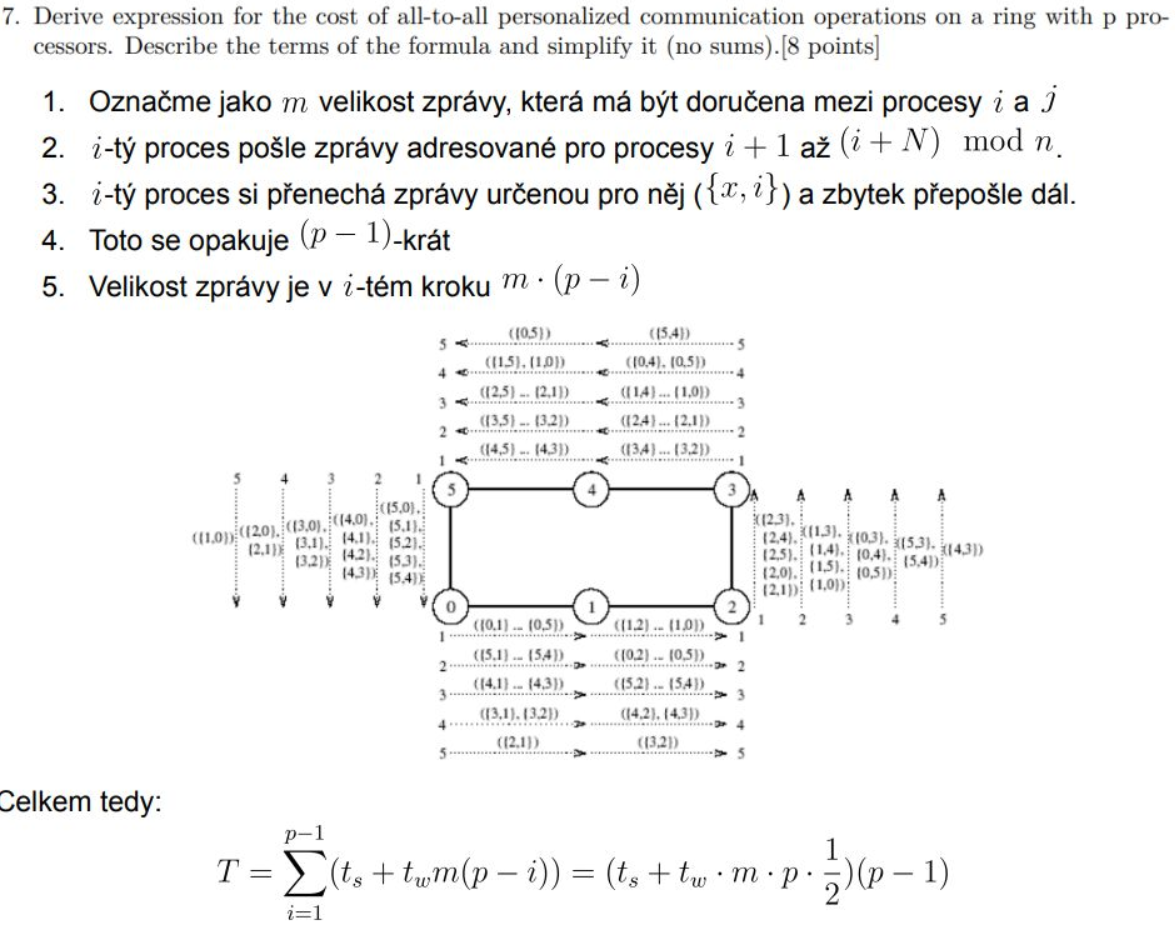 7. Derive expression for the cost of all-to-all personalized communication operations on a ring with p pro-
cessors. Describe the terms of the formula and simplify it (no sums).[8 points]
1. Označme jako m velikost zprávy, která má být doručena mezi procesy i a j
2. i-tý proces pošle zprávy adresované pro procesy i + 1 až (i + N) mod n.
3. i-tý proces si přenechá zprávy určenou pro něj ({x, i}) a zbytek přepošle dál.
4. Toto se opakuje (p − 1)-krát
5. Velikost zprávy je v i-tém kroku m · (p − i)
5 ({0,5}) ({5,4}) 5
4 ({1,5}, {1,0}) ({0,4}, {0,5}) 4
3 ({2,5} ... {2,1}) ({1,4} ... {1,0}) 3
2 ({3,5} ... {3,2}) ({2,4} ... {2,1}) 2
1 ({4,5} ... {4,3}) ({3,4} ... {3,2}) 1
5 4 3 2 1
5 4 3
({1,0})
({2,0},
{2,1})
({3,0},
{3,1},
{3,2})
({4,0},
{4,1},
{4,2},
{4,3})
({5,0},
{5,1},
{5,2},
{5,3},
{5,4})
({2,3},
{2,4},
{2,5},
{2,0},
{2,1})
({1,3},
{1,4},
{1,5},
{1,0})
({0,3},
{0,4},
{0,5})
({5,3},
{5,4})
({4,3})
0 1 2
1 2 3 4 5
1 ({0,1} ... {0,5}) ({1,2} ... {1,0}) 1
2 ({5,1} ... {5,4}) ({0,2} ... {0,5}) 2
3 ({4,1} ... {4,3}) ({5,2} ... {5,4}) 3
4 ({3,1}, {3,2}) ({4,2}, {4,3}) 4
5 ({2,1}) ({3,2}) 5
Celkem tedy:
T = ∑_{i=1}^{p−1} (t_s + t_w m(p − i)) = (t_s + t_w · m · p · 1/2)(p − 1)